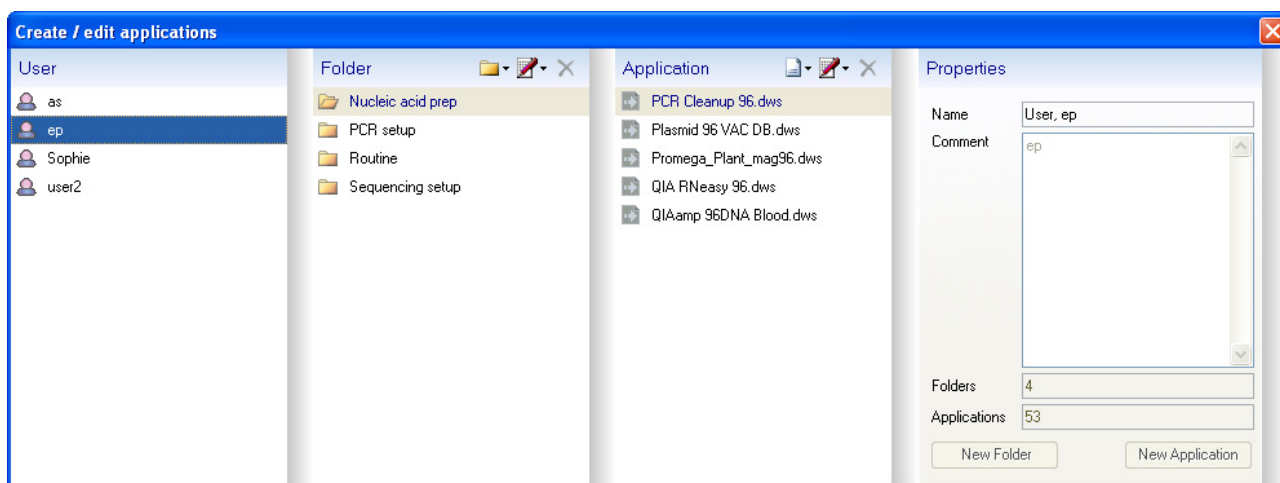 Create / edit applications
User
as
ep
Sophie
user2
Folder
Nucleic acid prep
PCR setup
Routine
Sequencing setup
Application
PCR Cleanup 96.dws
Plasmid 96 VAC DB.dws
Promega_Plant_mag96.dws
QIA RNeasy 96.dws
QIAamp 96DNA Blood.dws
Properties
Name User, ep
Comment ep
Folders 4
Applications 53
New Folder New Application